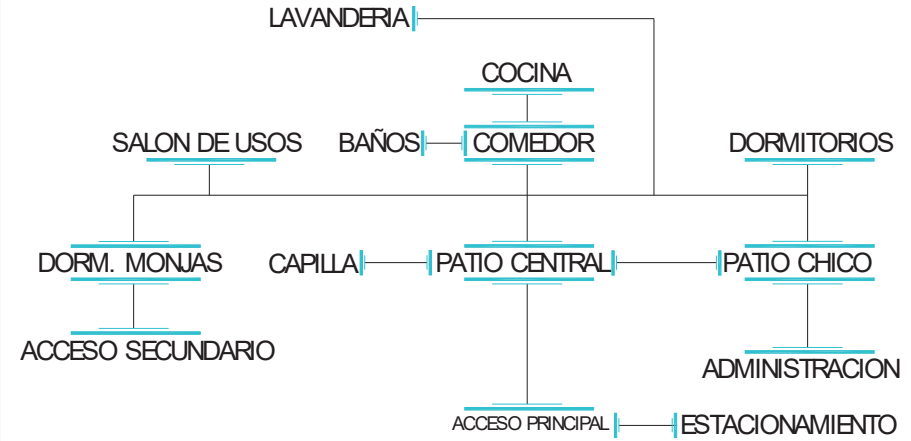 LAVANDERIA
COCINA
SALON DE USOS
BAÑOS
COMEDOR
DORMITORIOS
DORM. MONJAS
CAPILLA
PATIO CENTRAL
PATIO CHICO
ACCESO SECUNDARIO
ADMINISTRACION
ACCESO PRINCIPAL
ESTACIONAMIENTO